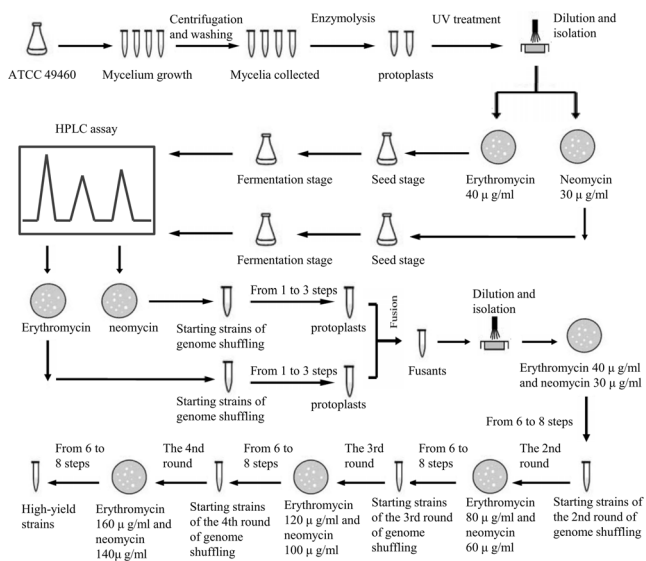 Centrifugation
and washing
Enzymolysis
UV treatment
Dilution and
isolation
ATCC 49460
Mycelium growth
Mycelia collected
protoplasts
HPLC assay
Fermentation stage
Seed stage
Erythromycin
40 μ g/ml
Neomycin
30 μ g/ml
Fermentation stage
Seed stage
Erythromycin
neomycin
From 1 to 3 steps
Starting strains of
genome shuffling
protoplasts
From 1 to 3 steps
Starting strains of
genome shuffling
protoplasts
Fusion
Fusants
Dilution and
isolation
Erythromycin 40 μ g/ml
and neomycin 30 μ g/ml
From 6 to 8 steps
From 6 to
8 steps
The 4nd
round
From 6 to
8 steps
The 3rd
round
From 6 to
8 steps
The 2nd
round
High-yield
strains
Erythromycin
160 μ g/ml and
neomycin
140μ g/ml
Starting strains
of the 4th round
of genome
shuffling
Erythromycin
120 μ g/ml and
neomycin
100 μ g/ml
Starting strains
of the 3rd round
of genome
shuffling
Erythromycin
80 μ g/ml and
neomycin
60 μ g/ml
Starting strains of
the 2nd round of
genome shuffling